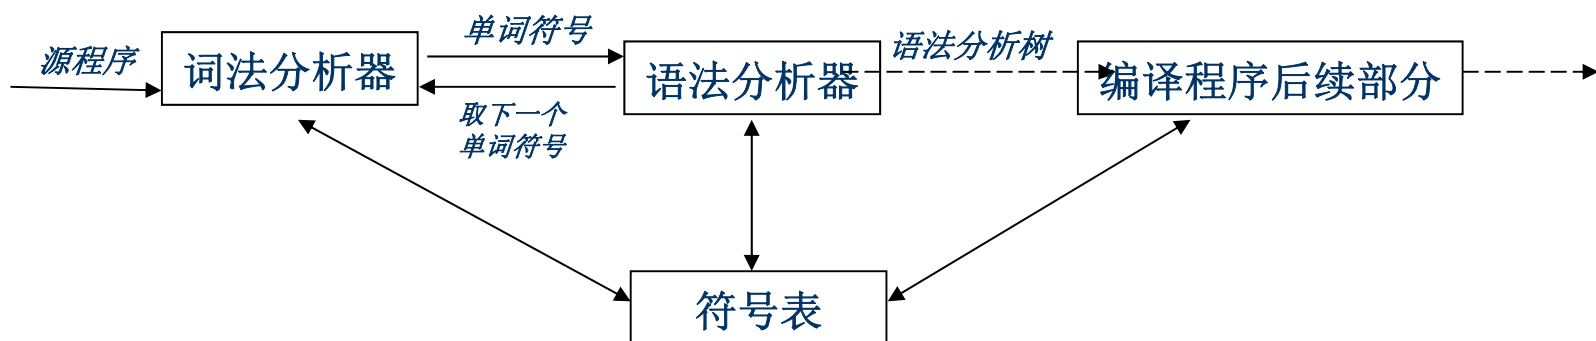 源程序
词法分析器
单词符号
取下一个
单词符号
语法分析器
语法分析树
编译程序后续部分
符号表